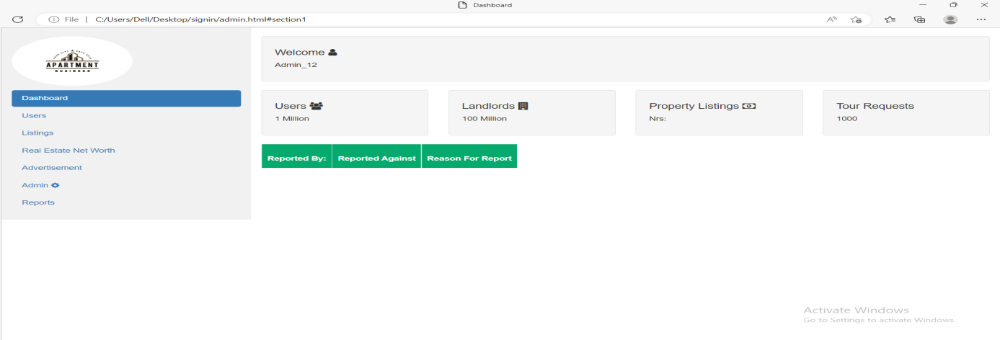 Dashboard
File | C:/Users/Dell/Desktop/signin/admin.html#section1
APARTMENT
BUSINESS
Dashboard
Users
Listings
Real Estate Net Worth
Advertisement
Admin
Reports
Welcome
Admin_12
Users
1 Million
Landlords
100 Million
Property Listings
Nrs:
Tour Requests
1000
Reported By: Reported Against Reason For Report
Activate Windows
Go to Settings to activate Windows.